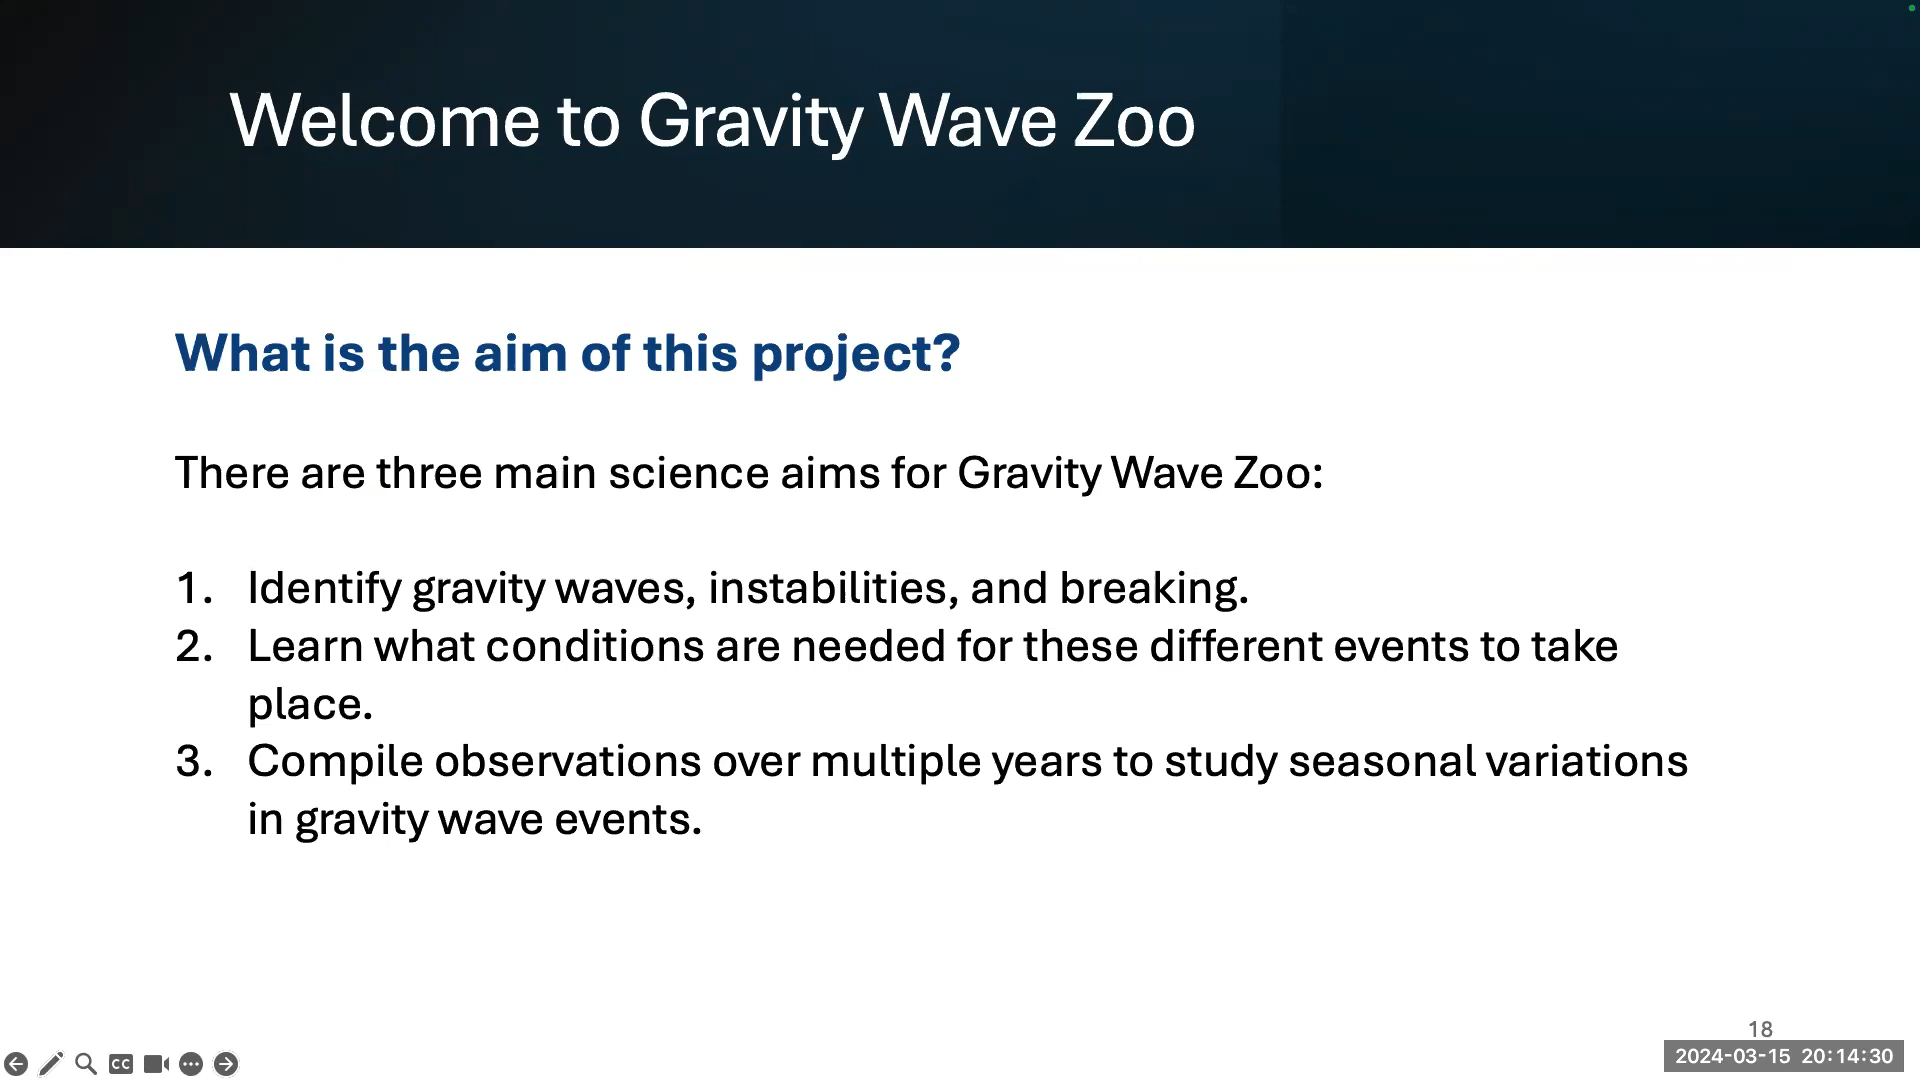 Welcome to Gravity Wave Zoo
What is the aim of this project?
There are three main science aims for Gravity Wave Zoo:
1. Identify gravity waves, instabilities, and breaking.
2. Learn what conditions are needed for these different events to take
place.
3. Compile observations over multiple years to study seasonal variations
in gravity wave events.
18
CC
2024-03-15 20:14:30